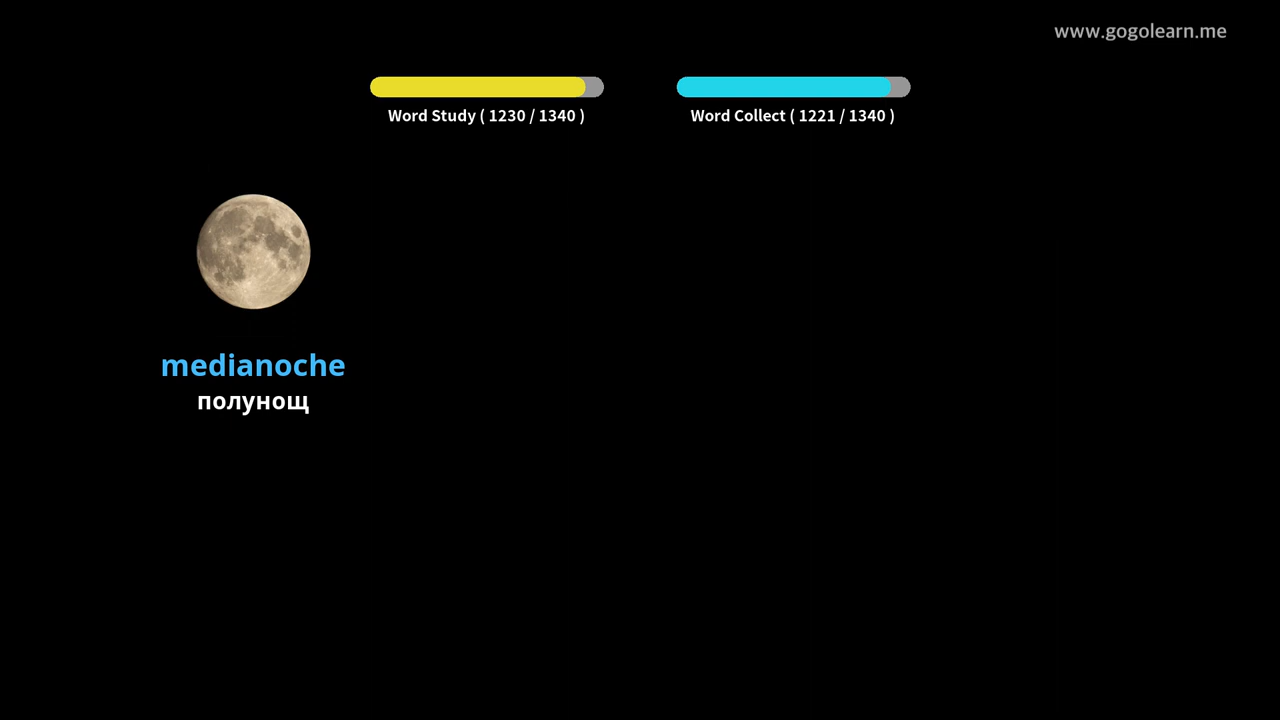 www.gogolearn.me
Word Study ( 1230 / 1340 )
Word Collect ( 1221 / 1340 )
medianoche
полунощ